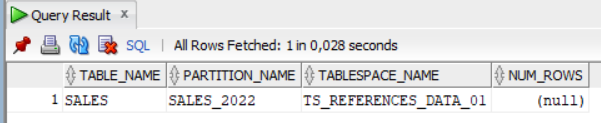 Query Result x
SQL | All Rows Fetched: 1 in 0,028 seconds
TABLE_NAME PARTITION_NAME TABLESPACE_NAME NUM_ROWS
1 SALES SALES_2022 TS_REFERENCES_DATA_01 (null)